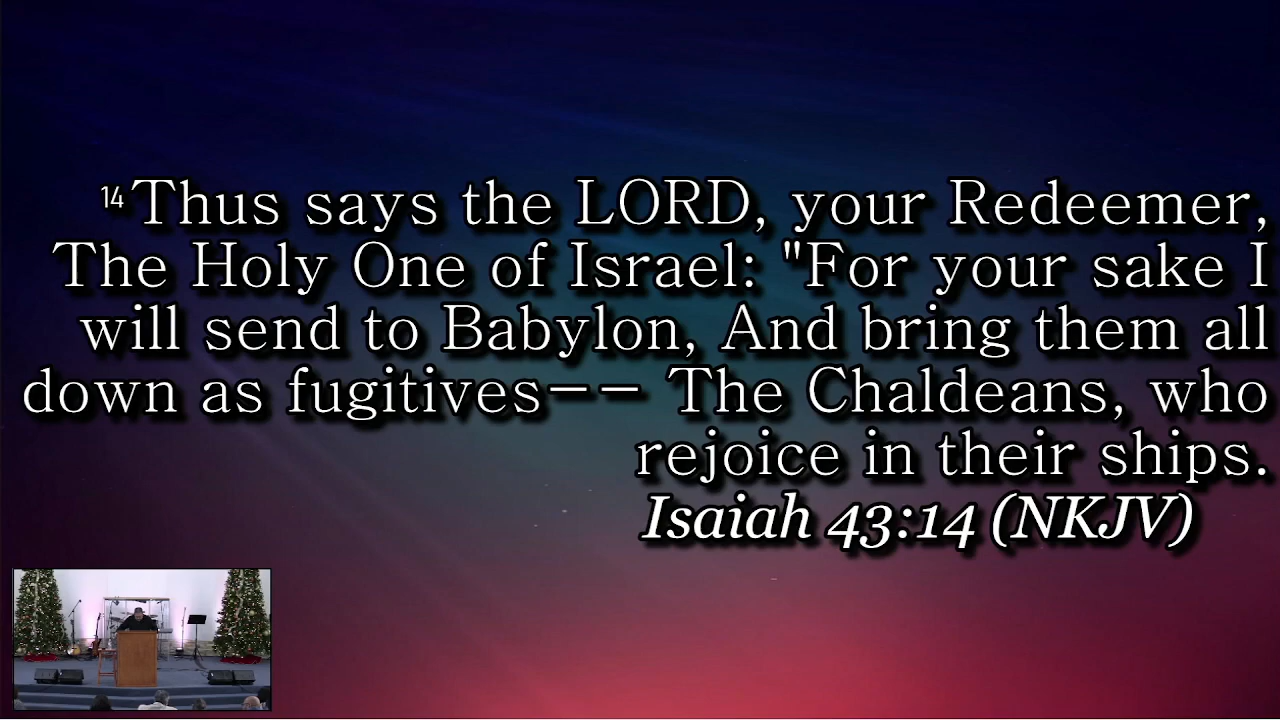 14Thus says the LORD, your Redeemer,
The Holy One of Israel: "For your sake I
will send to Babylon, And bring them all
down as fugitives−− The Chaldeans, who
rejoice in their ships.
Isaiah 43:14 (NKJV)